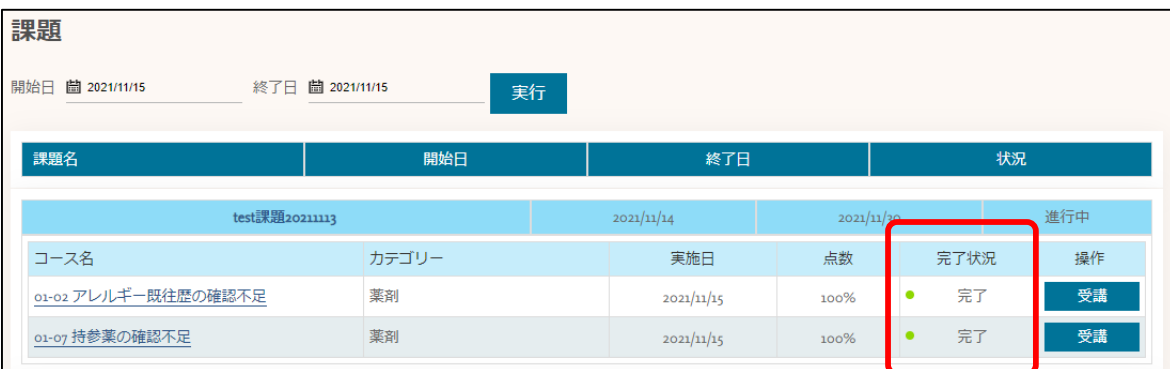 課題
開始日 2021/11/15 終了日 2021/11/15 実行
課題名 開始日 終了日 状況
test課題20211113 2021/11/14 2021/11/30 進行中
コース名 カテゴリー 実施日 点数 完了状況 操作
01-02 アレルギー既往歴の確認不足 薬剤 2021/11/15 100% 完了 受講
01-07 持参薬の確認不足 薬剤 2021/11/15 100% 完了 受講